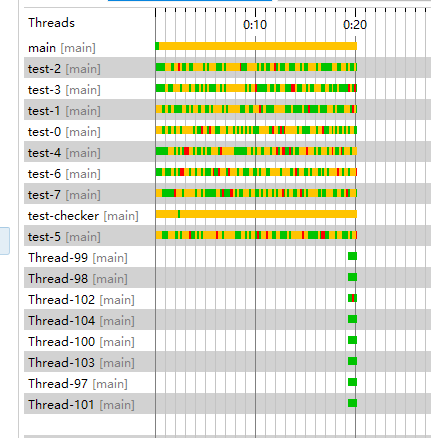 Threads
0:10 0:20
main [main]
test-2 [main]
test-3 [main]
test-1 [main]
test-0 [main]
test-4 [main]
test-6 [main]
test-7 [main]
test-checker [main]
test-5 [main]
Thread-99 [main]
Thread-98 [main]
Thread-102 [main]
Thread-104 [main]
Thread-100 [main]
Thread-103 [main]
Thread-97 [main]
Thread-101 [main]